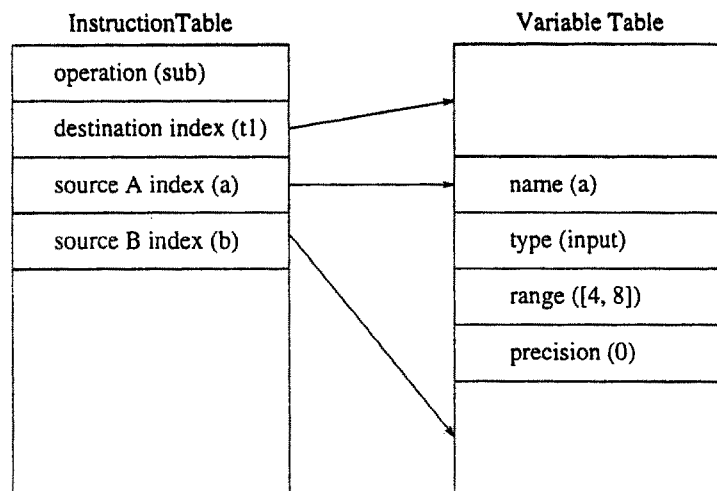 InstructionTable
operation (sub)
destination index (t1)
source A index (a)
source B index (b)
Variable Table
name (a)
type (input)
range ([4, 8])
precision (0)